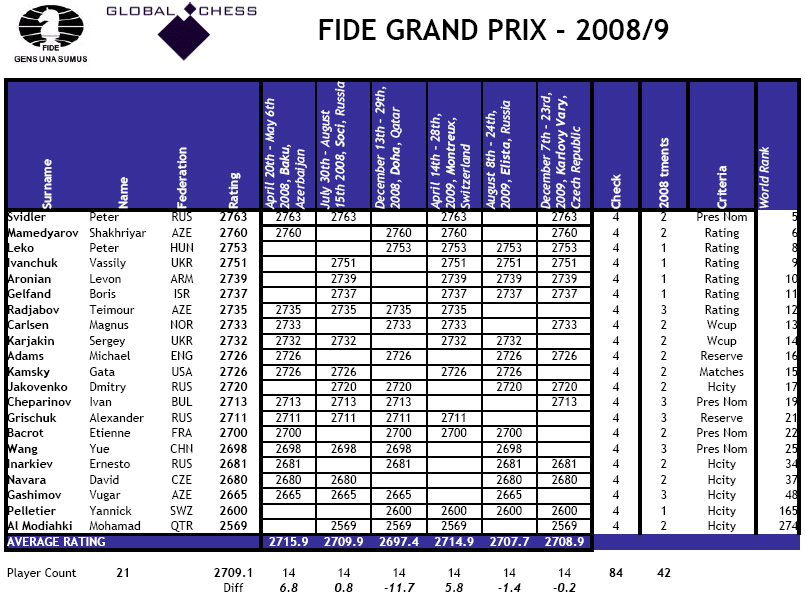 FIDE
GENS UNA SUMUS
GLOBAL CHESS
FIDE GRAND PRIX - 2008/9
Surname
Name
Federation
Rating
April 20th - May 6th
2008, Baku,
Azerbaijan
July 30th - August
15th 2008, Soci, Russia
December 13th - 29th,
2008, Doha, Qatar
April 14th - 28th,
2009, Montreux,
Switzerland
August 8th - 24th,
2009, Elista, Russia
December 7th - 23rd,
2009, Karlovy Vary,
Czech Republic
Check
2008 tments
Criteria
World Rank
Svidler Peter RUS 2763 2763 2763 2763 2763 4 2 Pres Nom 5
Mamedyarov Shakhriyar AZE 2760 2760 2760 2760 2760 4 2 Rating 6
Leko Peter HUN 2753 2753 2753 2753 2753 4 1 Rating 8
Ivanchuk Vassily UKR 2751 2751 2751 2751 2751 4 1 Rating 9
Aronian Levon ARM 2739 2739 2739 2739 2739 4 1 Rating 10
Gelfand Boris ISR 2737 2737 2737 2737 2737 4 1 Rating 11
Radjabov Teimour AZE 2735 2735 2735 2735 2735 4 3 Rating 12
Carlsen Magnus NOR 2733 2733 2733 2733 2733 4 2 Wcup 13
Karjakin Sergey UKR 2732 2732 2732 2732 2732 4 2 Wcup 14
Adams Michael ENG 2726 2726 2726 2726 2726 4 2 Reserve 16
Kamsky Gata USA 2726 2726 2726 2726 2726 4 2 Matches 15
Jakovenko Dmitry RUS 2720 2720 2720 2720 2720 4 2 Hcity 17
Cheparinov Ivan BUL 2713 2713 2713 2713 2713 4 3 Pres Nom 19
Grischuk Alexander RUS 2711 2711 2711 2711 2711 4 3 Reserve 21
Bacrot Etienne FRA 2700 2700 2700 2700 2700 4 2 Pres Nom 22
Wang Yue CHN 2698 2698 2698 2698 2698 4 3 Pres Nom 25
Inarkiev Ernesto RUS 2681 2681 2681 2681 2681 4 2 Hcity 34
Navara David CZE 2680 2680 2680 2680 2680 4 2 Hcity 37
Gashimov Vugar AZE 2665 2665 2665 2665 2665 4 3 Hcity 48
Pelletier Yannick SWZ 2600 2600 2600 2600 2600 4 1 Hcity 165
Al Modiahki Mohamad QTR 2569 2569 2569 2569 2569 4 2 Hcity 274
AVERAGE RATING 2715.9 2709.9 2697.4 2714.9 2707.7 2708.9
Player Count 21 2709.1 14 14 14 14 14 14 84 42
Diff 6.8 0.8 -11.7 5.8 -1.4 -0.2